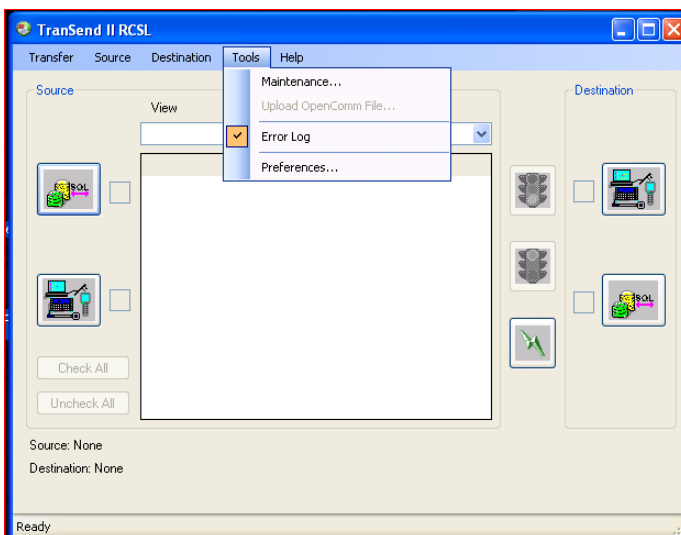 TranSend II RCSL
Transfer Source Destination Tools Help
Maintenance...
Upload OpenComm File...
Error Log
Preferences...
Source
View
Destination
SQL
SQL
Check All
Uncheck All
Source: None
Destination: None
Ready